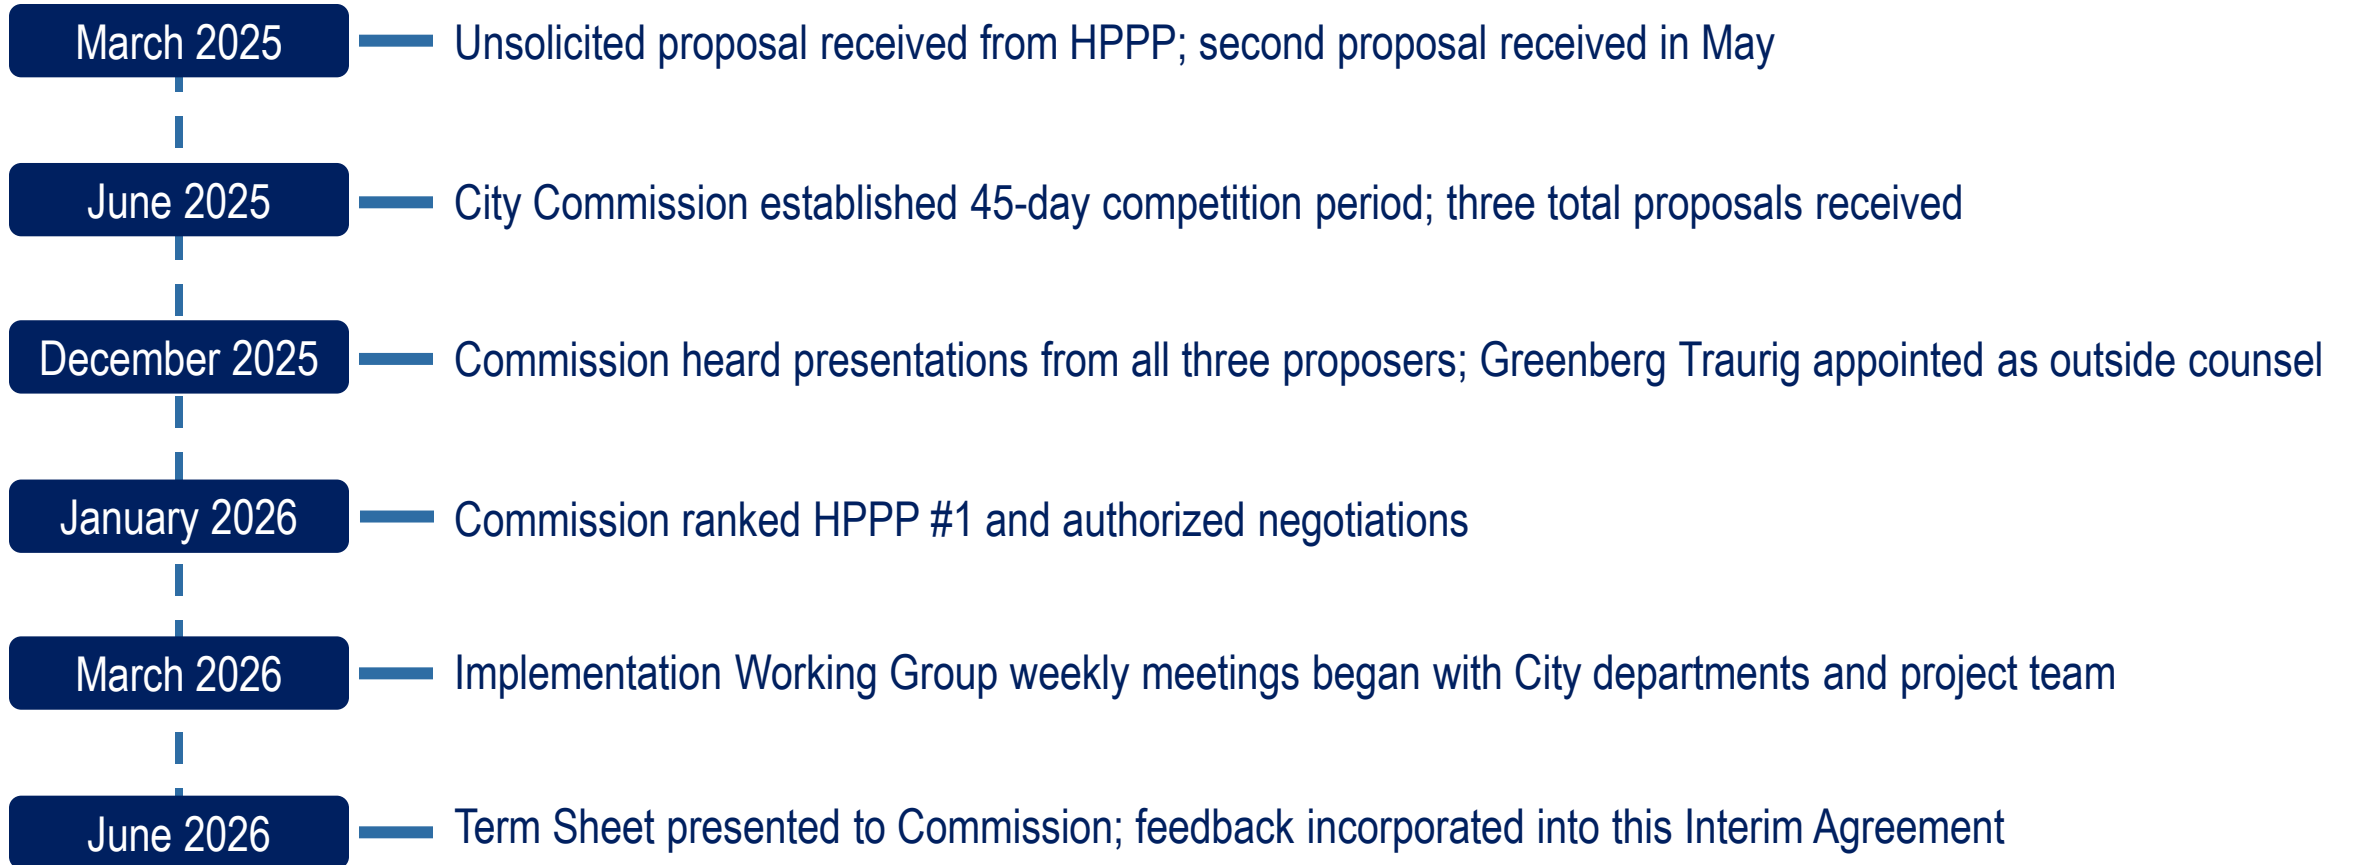 March 2025
Unsolicited proposal received from HPPP; second proposal received in May
June 2025
City Commission established 45-day competition period; three total proposals received
December 2025
Commission heard presentations from all three proposers; Greenberg Traurig appointed as outside counsel
January 2026
Commission ranked HPPP #1 and authorized negotiations
March 2026
Implementation Working Group weekly meetings began with City departments and project team
June 2026
Term Sheet presented to Commission; feedback incorporated into this Interim Agreement